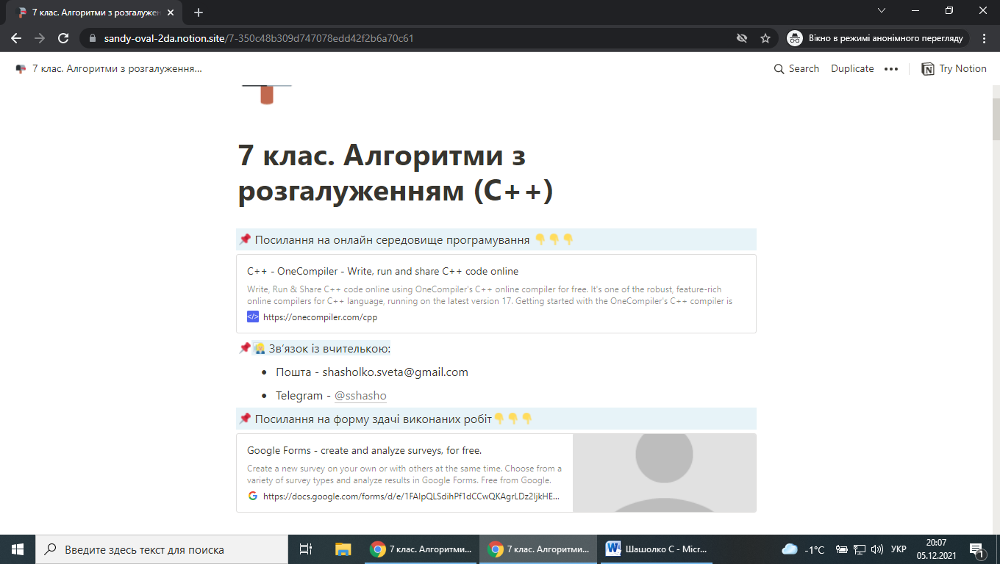 7 клас. Алгоритми з розгалужен
sandy-oval-2da.notion.site/7-350c48b309d747078edd42f2b6a70c61
Вікно в режимі анонімного перегляду
7 клас. Алгоритми з розгалуження...
Search Duplicate ••• Try Notion
7 клас. Алгоритми з
розгалуженням (C++)
📌 Посилання на онлайн середовище програмування 👇👇👇
C++ - OneCompiler - Write, run and share C++ code online
Write, Run & Share C++ code online using OneCompiler's C++ online compiler for free. It's one of the robust, feature-rich
online compilers for C++ language, running on the latest version 17. Getting started with the OneCompiler's C++ compiler is
</> https://onecompiler.com/cpp
📌👩‍🏫 Зв’язок із вчителькою:
• Пошта - shasholko.sveta@gmail.com
• Telegram - @sshasho
📌 Посилання на форму здачі виконаних робіт👇👇👇
Google Forms - create and analyze surveys, for free.
Create a new survey on your own or with others at the same time. Choose from a
variety of survey types and analyze results in Google Forms. Free from Google.
https://docs.google.com/forms/d/e/1FAIpQLSdihPf1dCCwQKAgrLDz2IjkHE...
Введите здесь текст для поиска
7 клас. Алгоритми...
7 клас. Алгоритми...
Шашолко С - Micr...
-1°C
УКР
20:07
05.12.2021
1